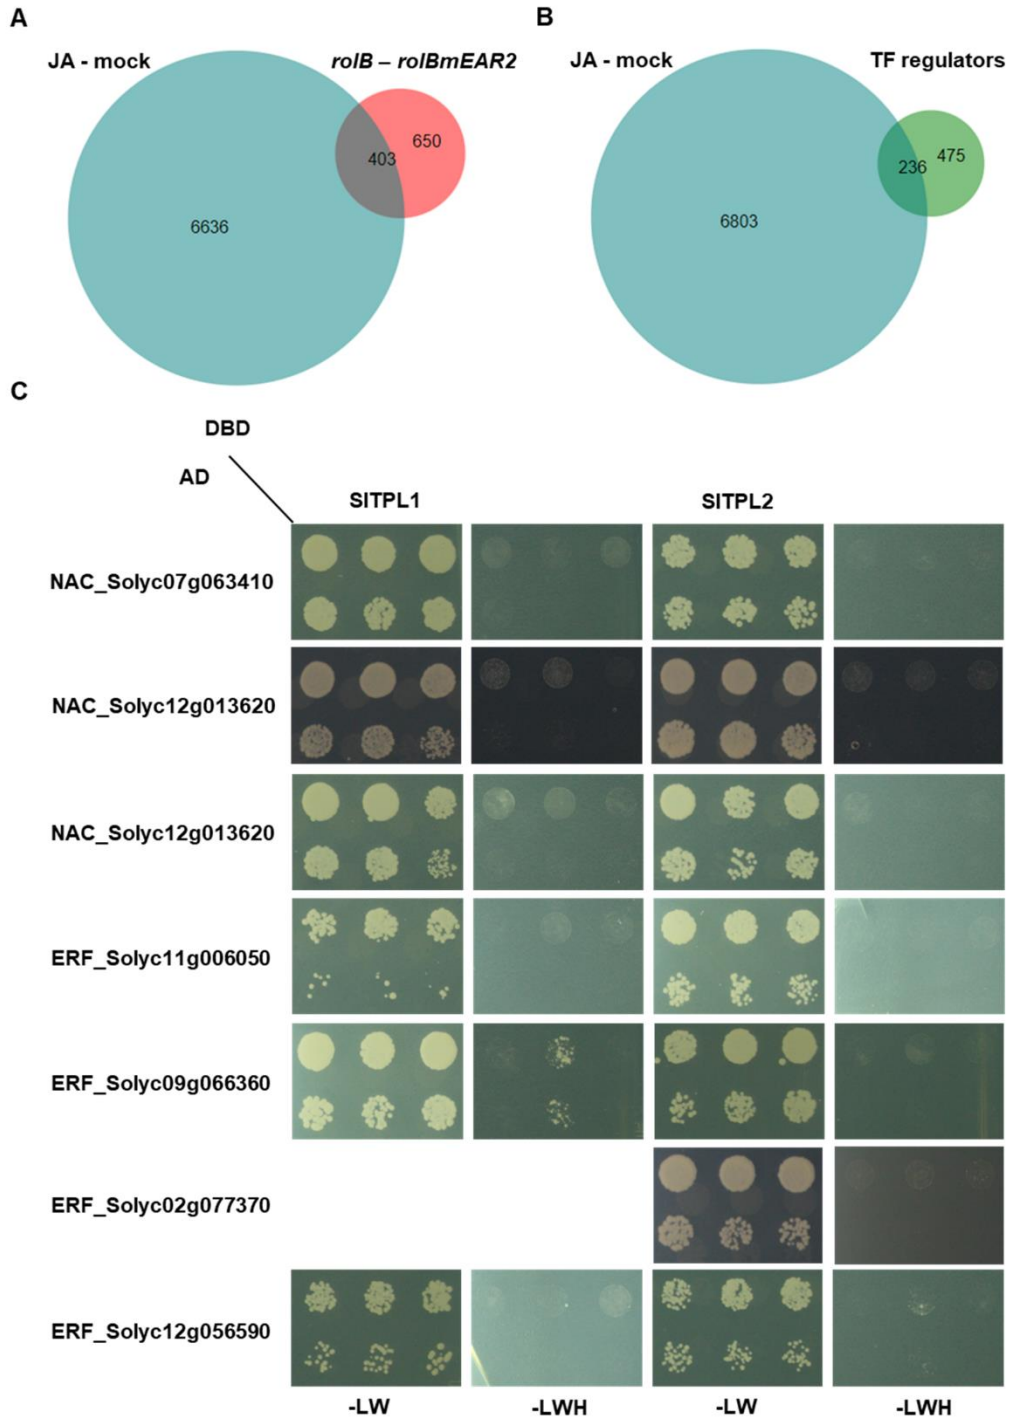 A
B
JA - mock
rolB – rolBmEAR2
JA - mock
TF regulators
650
403
6636
475
236
6803
C
DBD
AD
SlTPL1
SlTPL2
NAC_Solyc07g063410
NAC_Solyc12g013620
NAC_Solyc12g013620
ERF_Solyc11g006050
ERF_Solyc09g066360
ERF_Solyc02g077370
ERF_Solyc12g056590
-LW
-LWH
-LW
-LWH